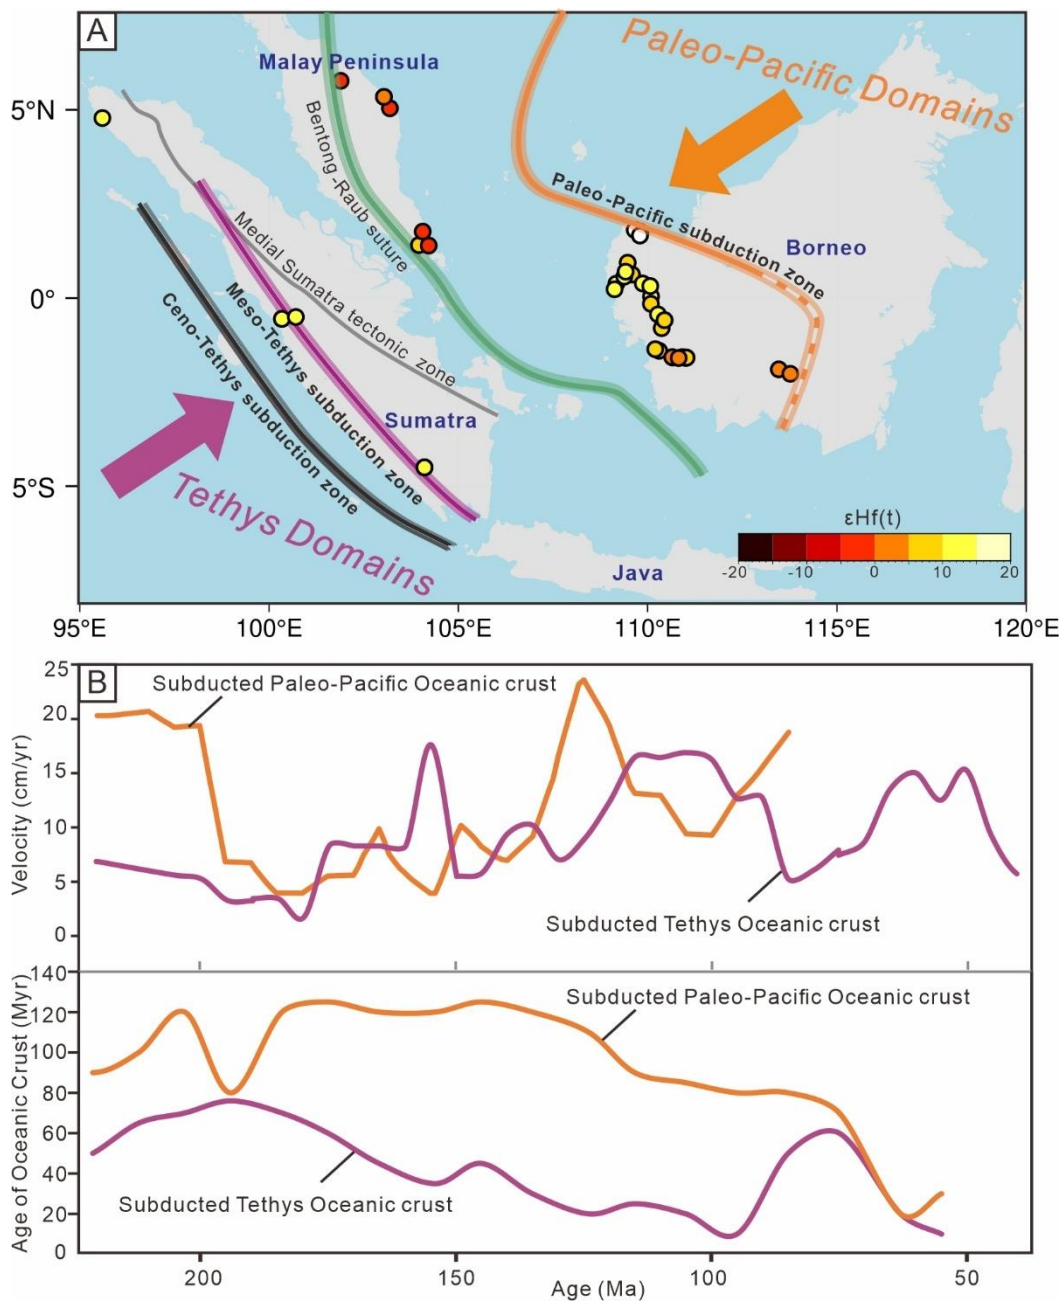 A
Paleo-Pacific Domains
Malay Peninsula
5°N
Bentong-Raub suture
Paleo-Pacific subduction zone
Medial Sumatra tectonic zone
Borneo
0°
Meso-Tethys subduction zone
Ceno-Tethys subduction zone
Sumatra
5°S
Tethys Domains
εHf(t)
-20 -10 0 10 20
Java
95°E 100°E 105°E 110°E 115°E 120°E
B
Subducted Paleo-Pacific Oceanic crust
Velocity (cm/yr)
25
20
15
10
5
0
Subducted Tethys Oceanic crust
Age of Oceanic Crust (Myr)
140
120
100
80
60
40
20
0
Subducted Paleo-Pacific Oceanic crust
Subducted Tethys Oceanic crust
200 150 100 50
Age (Ma)